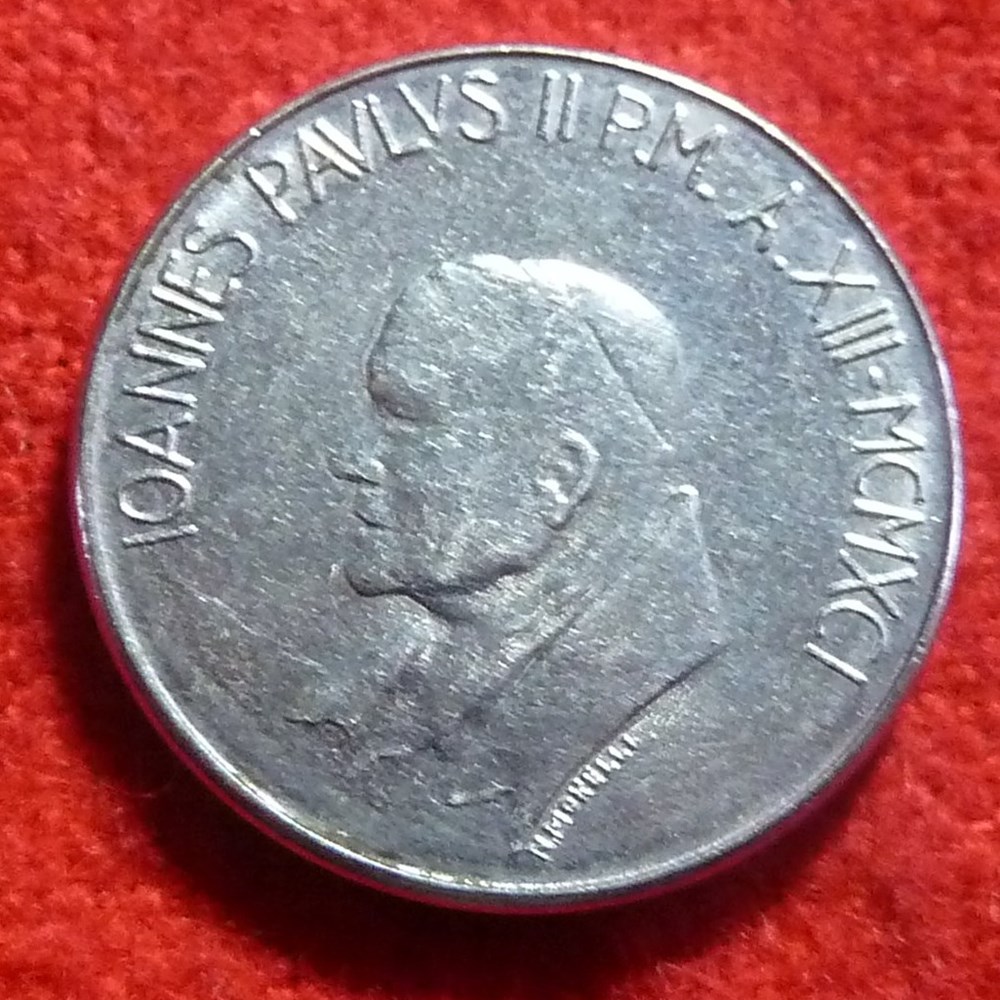 IOANNES PAVLVS II P.M. A. XIII · MCMXCI